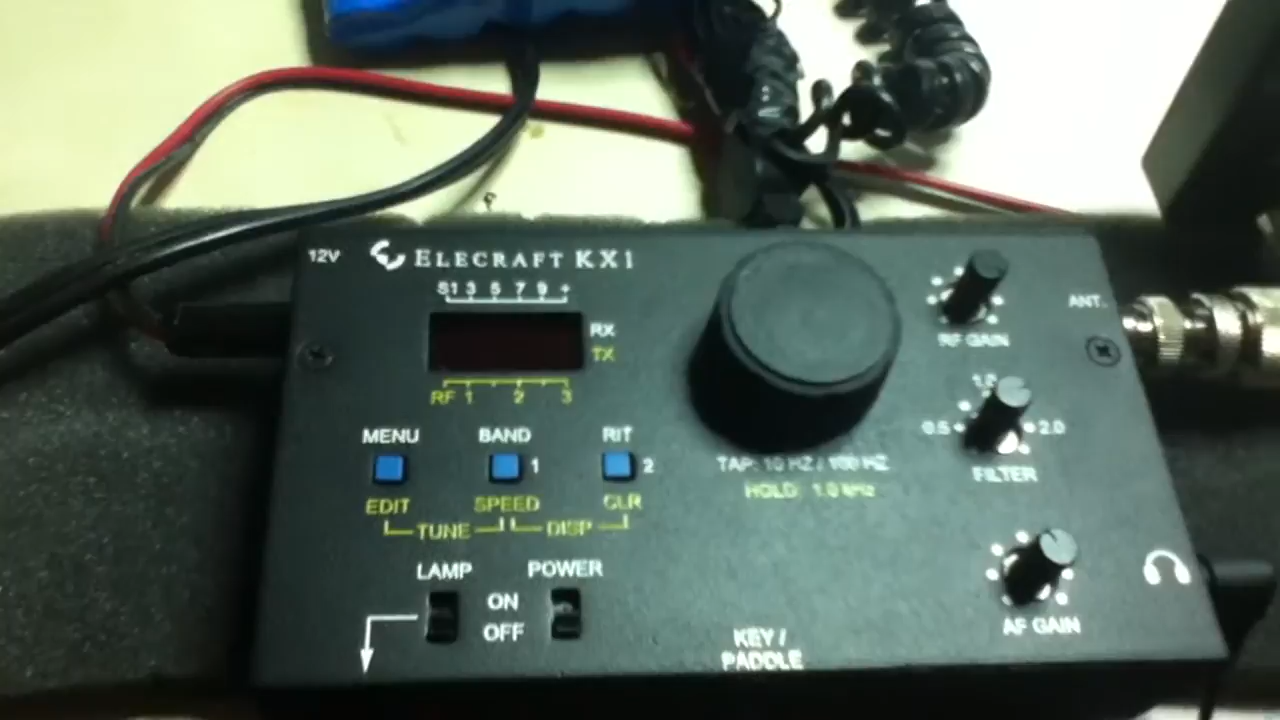 12V ELECRAFT KX1
S1 3 5 7 9 +
RX
TX
RF 1 2 3
RF GAIN
ANT.
1.0
0.5 2.0
FILTER
MENU BAND RIT
1 2
EDIT SPEED CLR
TUNE DISP
TAP: 10 HZ / 100 HZ
HOLD: 1.0 kHz
LAMP POWER
ON
OFF
AF GAIN
KEY /
PADDLE